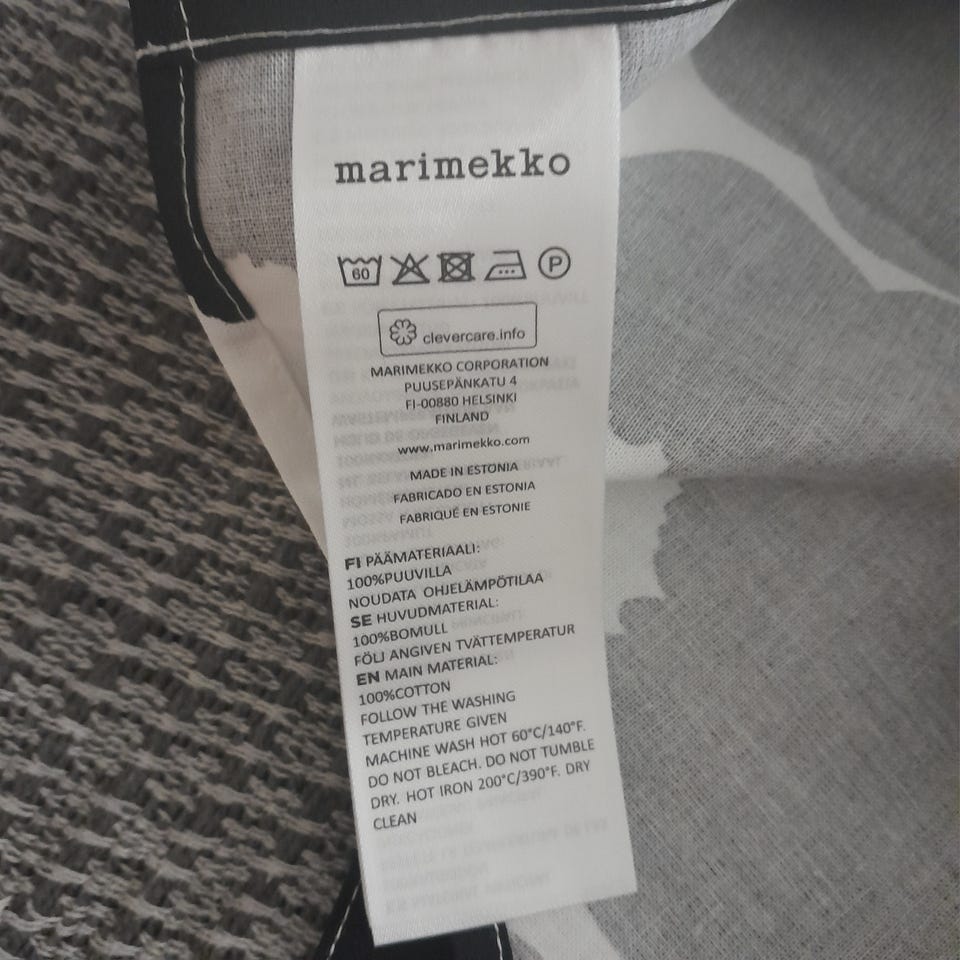 marimekko
60 P
clevercare.info
MARIMEKKO CORPORATION
PUUSEPÄNKATU 4
FI-00880 HELSINKI
FINLAND
www.marimekko.com
MADE IN ESTONIA
FABRICADO EN ESTONIA
FABRIQUÉ EN ESTONIE
FI PÄÄMATERIAALI:
100%PUUVILLA
NOUDATA OHJELÄMPÖTILAA
SE HUVUDMATERIAL:
100%BOMULL
FÖLJ ANGIVEN TVÄTTEMPERATUR
EN MAIN MATERIAL:
100%COTTON
FOLLOW THE WASHING
TEMPERATURE GIVEN
MACHINE WASH HOT 60°C/140°F.
DO NOT BLEACH. DO NOT TUMBLE
DRY. HOT IRON 200°C/390°F. DRY
CLEAN